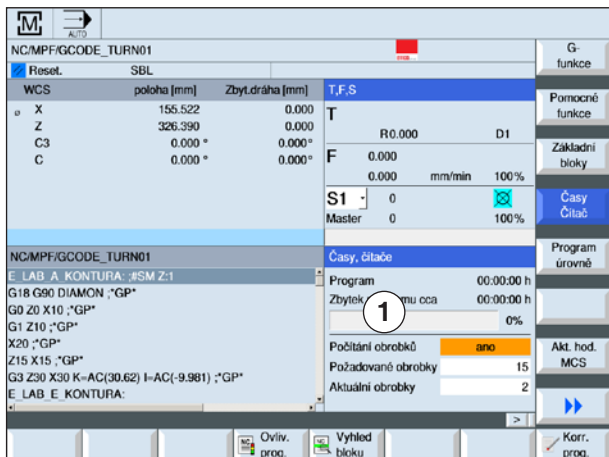 M
AUTO
NC/MPF/GCODE_TURN01
Reset. SBL
WCS poloha [mm] Zbyt.dráha [mm]
ø X 155.522 0.000
Z 326.390 0.000
C3 0.000 ° 0.000°
C 0.000 ° 0.000°
T,F,S
T
R0.000 D1
F 0.000
0.000 mm/min 100%
S1 0
Master 0 100%
NC/MPF/GCODE_TURN01
E_LAB_A_KONTURA: ;#SM Z:1
G18 G90 DIAMON ;*GP*
G0 Z0 X10 ;*GP*
G1 Z10 ;*GP*
X20 ;*GP*
Z15 X15 ;*GP*
G3 Z30 X30 K=AC(30.62) I=AC(-9.981) ;*GP*
E_LAB_E_KONTURA:
Časy, čítače
Program 00:00:00 h
Zbytek mu cca 00:00:00 h
1
0%
Počítání obrobků ano
Požadované obrobky 15
Aktuální obrobky 2
G-
funkce
Pomocné
funkce
Základní
bloky
Časy
Čítač
Program
úrovně
Akt. hod.
MCS
>
NC Ovliv.
prog.
NC Vyhled
bloku
Korr.
prog.